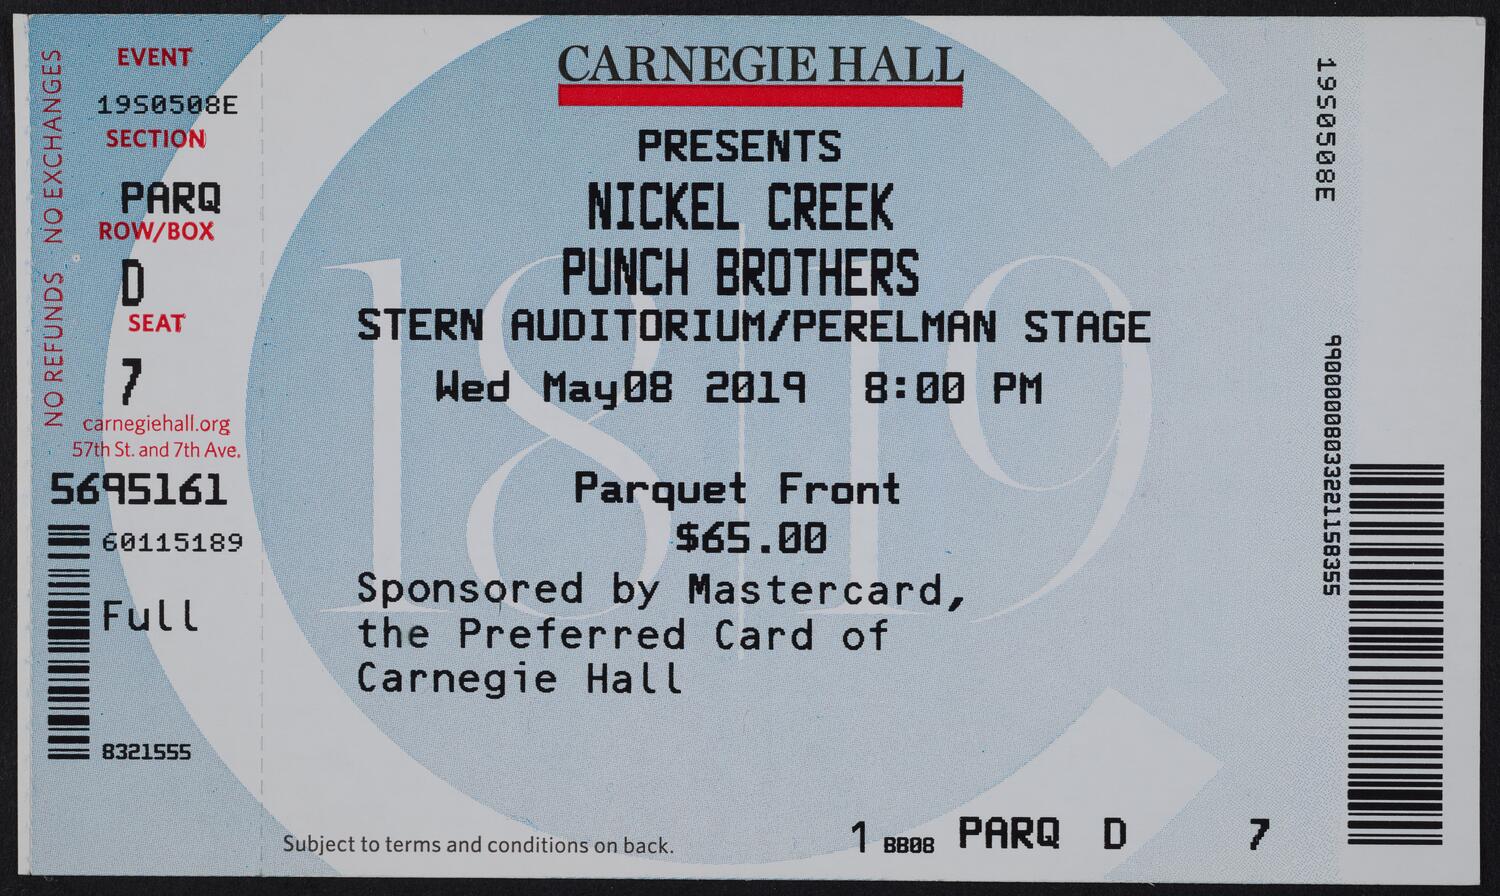 NO REFUNDS NO EXCHANGES
EVENT
19S0508E
SECTION
PARQ
ROW/BOX
D
SEAT
7
carnegiehall.org
57th St. and 7th Ave.
5695161
60115189
Full
8321555
CARNEGIE HALL
PRESENTS
NICKEL CREEK
PUNCH BROTHERS
STERN AUDITORIUM/PERELMAN STAGE
Wed May08 2019 8:00 PM
18|19
Parquet Front
$65.00
Sponsored by Mastercard,
the Preferred Card of
Carnegie Hall
Subject to terms and conditions on back.
1 BB08 PARQ D 7
19S0508E